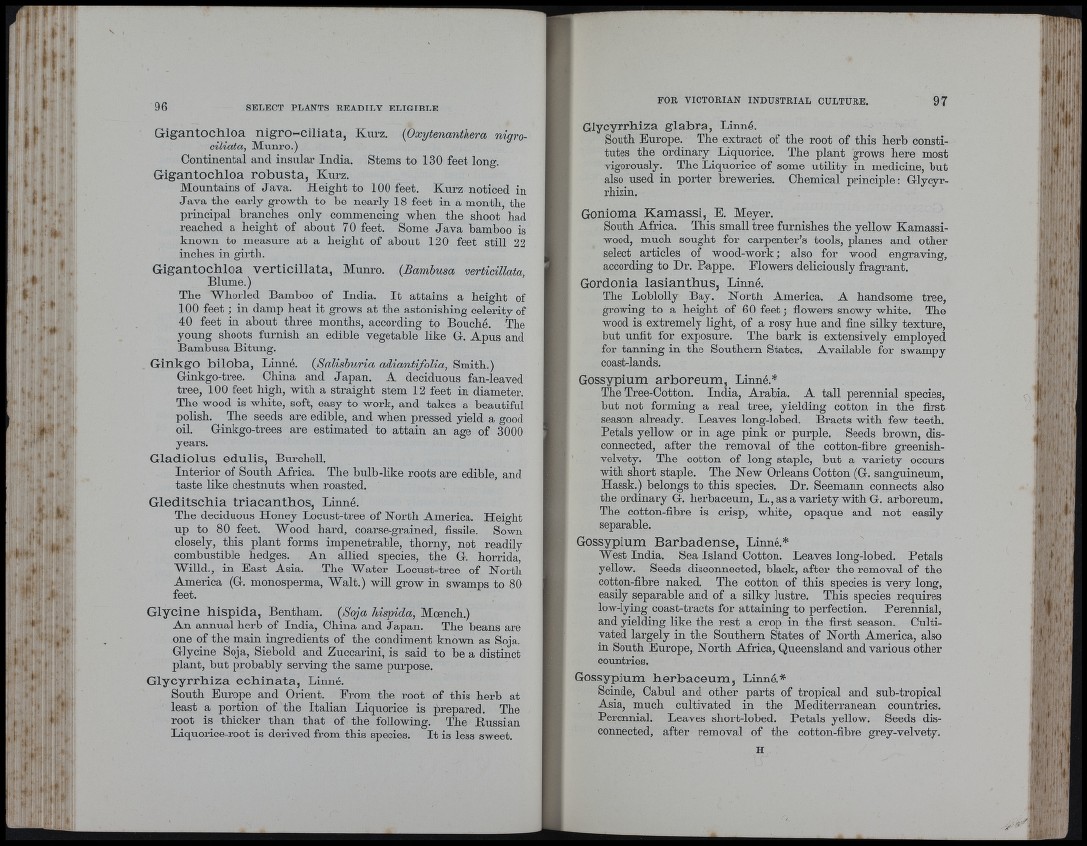 96 SELECT PLANTS READILY ELIGIBLE
Gigantochloa nigro-ciliata, Kurz. (Oxytenanthera nigro-
ciliata, Munro.)
Continental and insular India. Stems to 130 feet long.
Gigantochloa robusta, Kurz.
Mountains of Java. Height to 100 feet. Kurz noticed in
Java the early growth to be nearly 18 feet in a month, the
principal branches only commencing when the shoot had
reached a height of about 70 feet. Some Java bamboo is
known to measure at a height of about 120 feet still 22
inches in girth.
Gigantochloa verticillata, Munro. (Bambusa verticillata,
Blume.)
The Whorled Bamboo of India. It attains a height of
100 feet; in damp heat it grows at the astonishing celerity of
40 feet in about three months, according to Bouché. The
young shoots furnish an edible vegetable like G. Apus and
Bambusa Bitung.
Ginkgo biloba, Linné. (Salisburia adiantifolia, Smith.)
Ginkgo-tree. China and Japan. A deciduous fan-leaved
tree, 100 feet high, with a straight stem 12 feet in diameter.
The wood is white, soft, easy to work, and takes a beautiful
polish. The seeds are edible, and when pressed yield a good
oil. Ginkgo-trees are estimated to attain an age of 3000
years.
Gladiolus edulis, Burchell.
Interior of South Africa. The bulb-like roots are edible, and
taste like chestnuts when roasted.
Gleditschia triacanthos, Linné.
The deciduous Honey Locust-tree of North America. Height
up to 80 feet. Wood hard, coarse-grained, fissile. Sown
closely, this plant forms impenetrable, thorny, not readily
combustible hedges. An allied species, the G. horrida,
Willd., in East Asia. The Water Locust-tree of North
America (G. monosperma, Walt.) will grow in swamps to 80
feet.
Glycine hispida, Bentham. (Soja hispida, Mœnch.)
An annual herb of India, China and Japan. The beans are
one of the main ingredients of the condiment known as Soja.
Glycine Soja, Siebold and Zuccarini, is said to be a distinct
plant, but probably serving the same purpose.
Glycyrrhiza echinata, Linné.
South Europe and Orient. From the root of this herb at
least a portion of the Italian Liquorice is prepared. The
root is thicker than that of the following. The Russian
Liquorice-root is derived from this species. It is less sweet.
FOR VICTORIAN INDUSTRIAL CULTURE. 97
Glycyrrhiza glabra, Linné.
South Europe. The extract of the root of this herb consti-
tutes the ordinary Liquorice. The plant grows here most
vigorously. The Liquorice of some utility in medicine, but
also used in porter breweries. Chemical principle: Glycyr-
rhizin.
Gonioma Kamassi, E. Meyer.
South Africa. This small tree furnishes the yellow Kamassi-
wood, much sought for carpenter's tools, planes and other
select articles of wood-work; also for wood engraving,
according to Dr. Pappe. Flowers deliciously fragrant.
Gordonia lasianthus, Linné.
The Loblolly Bay. North America. A handsome tree,
growing to a height of 60 feet; flowers snowy white. The
wood is extremely light, of a rosy hue and fine silky texture,
but unfit for exposure. The bark is extensively employed
for tanning in the Southern States. Available for swampy
coast-lands.
Gossypium arboreum, Linné.*
The Tree-Cotton. India, Arabia. A tall perennial species,
but not forming a real tree, yielding cotton in the first
season already. Leaves long-lobed. Bracts with few teeth.
Petals yellow or in age pink or purple. Seeds brown, dis-
connected, after the removal of the cotton-fibre greenish-
velvety. The cotton of long staple, but a variety occurs
with short staple. The New Orleans Cotton (G. sanguineum,
Hassk.) belongs to this species. Dr. Seemann connects also
the ordinary G. herbaceum, L., as a variety with G. arboreum.
The cotton-fibre is crisp, white, opaque and not easily
separable.
Gossypium Barbadense, Linné.*
West India. Sea Island Cotton. Leaves long-lobed. Petals
yellow. Seeds disconnected, black, after the removal of the
cotton-fibre naked. The cotton of this species is very long,
easily separable and of a silky lustre. This species requires
low-lying coast-tracts for attaining to perfection. Perennial,
and yielding like the rest a crop in the first season. Culti-
vated largely in the Southern States of North America, also
in South Europe, North Africa, Queensland and various other
countries.
Gossypium herbaceum, Linné.*
Scinde, Cabul and other parts of tropical and sub-tropical
Asia, much cultivated in the Mediterranean countries.
Perennial. Leaves short-lobed. Petals yellow. Seeds dis-
connected, after removal of the cotton-fibre grey-velvety.
H